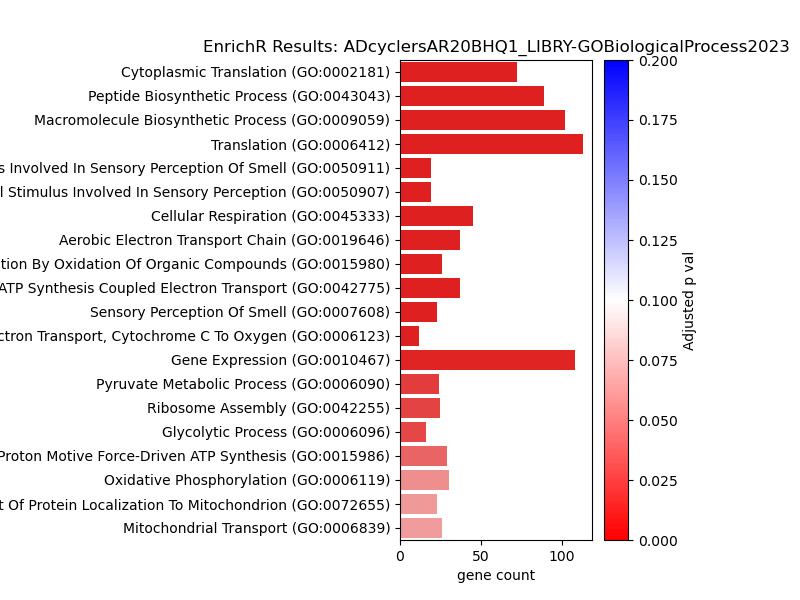 EnrichR Results: ADcyclersAR20BHQ1_LIBRY-GOBiologicalProcess2023
Cytoplasmic Translation (GO:0002181)
Peptide Biosynthetic Process (GO:0043043)
Macromolecule Biosynthetic Process (GO:0009059)
Translation (GO:0006412)
s Involved In Sensory Perception Of Smell (GO:0050911)
l Stimulus Involved In Sensory Perception (GO:0050907)
Cellular Respiration (GO:0045333)
Aerobic Electron Transport Chain (GO:0019646)
tion By Oxidation Of Organic Compounds (GO:0015980)
ATP Synthesis Coupled Electron Transport (GO:0042775)
Sensory Perception Of Smell (GO:0007608)
ctron Transport, Cytochrome C To Oxygen (GO:0006123)
Gene Expression (GO:0010467)
Pyruvate Metabolic Process (GO:0006090)
Ribosome Assembly (GO:0042255)
Glycolytic Process (GO:0006096)
Proton Motive Force-Driven ATP Synthesis (GO:0015986)
Oxidative Phosphorylation (GO:0006119)
t Of Protein Localization To Mitochondrion (GO:0072655)
Mitochondrial Transport (GO:0006839)
0 50 100
gene count
0.200
0.175
0.150
0.125
0.100
0.075
0.050
0.025
0.000
Adjusted p val